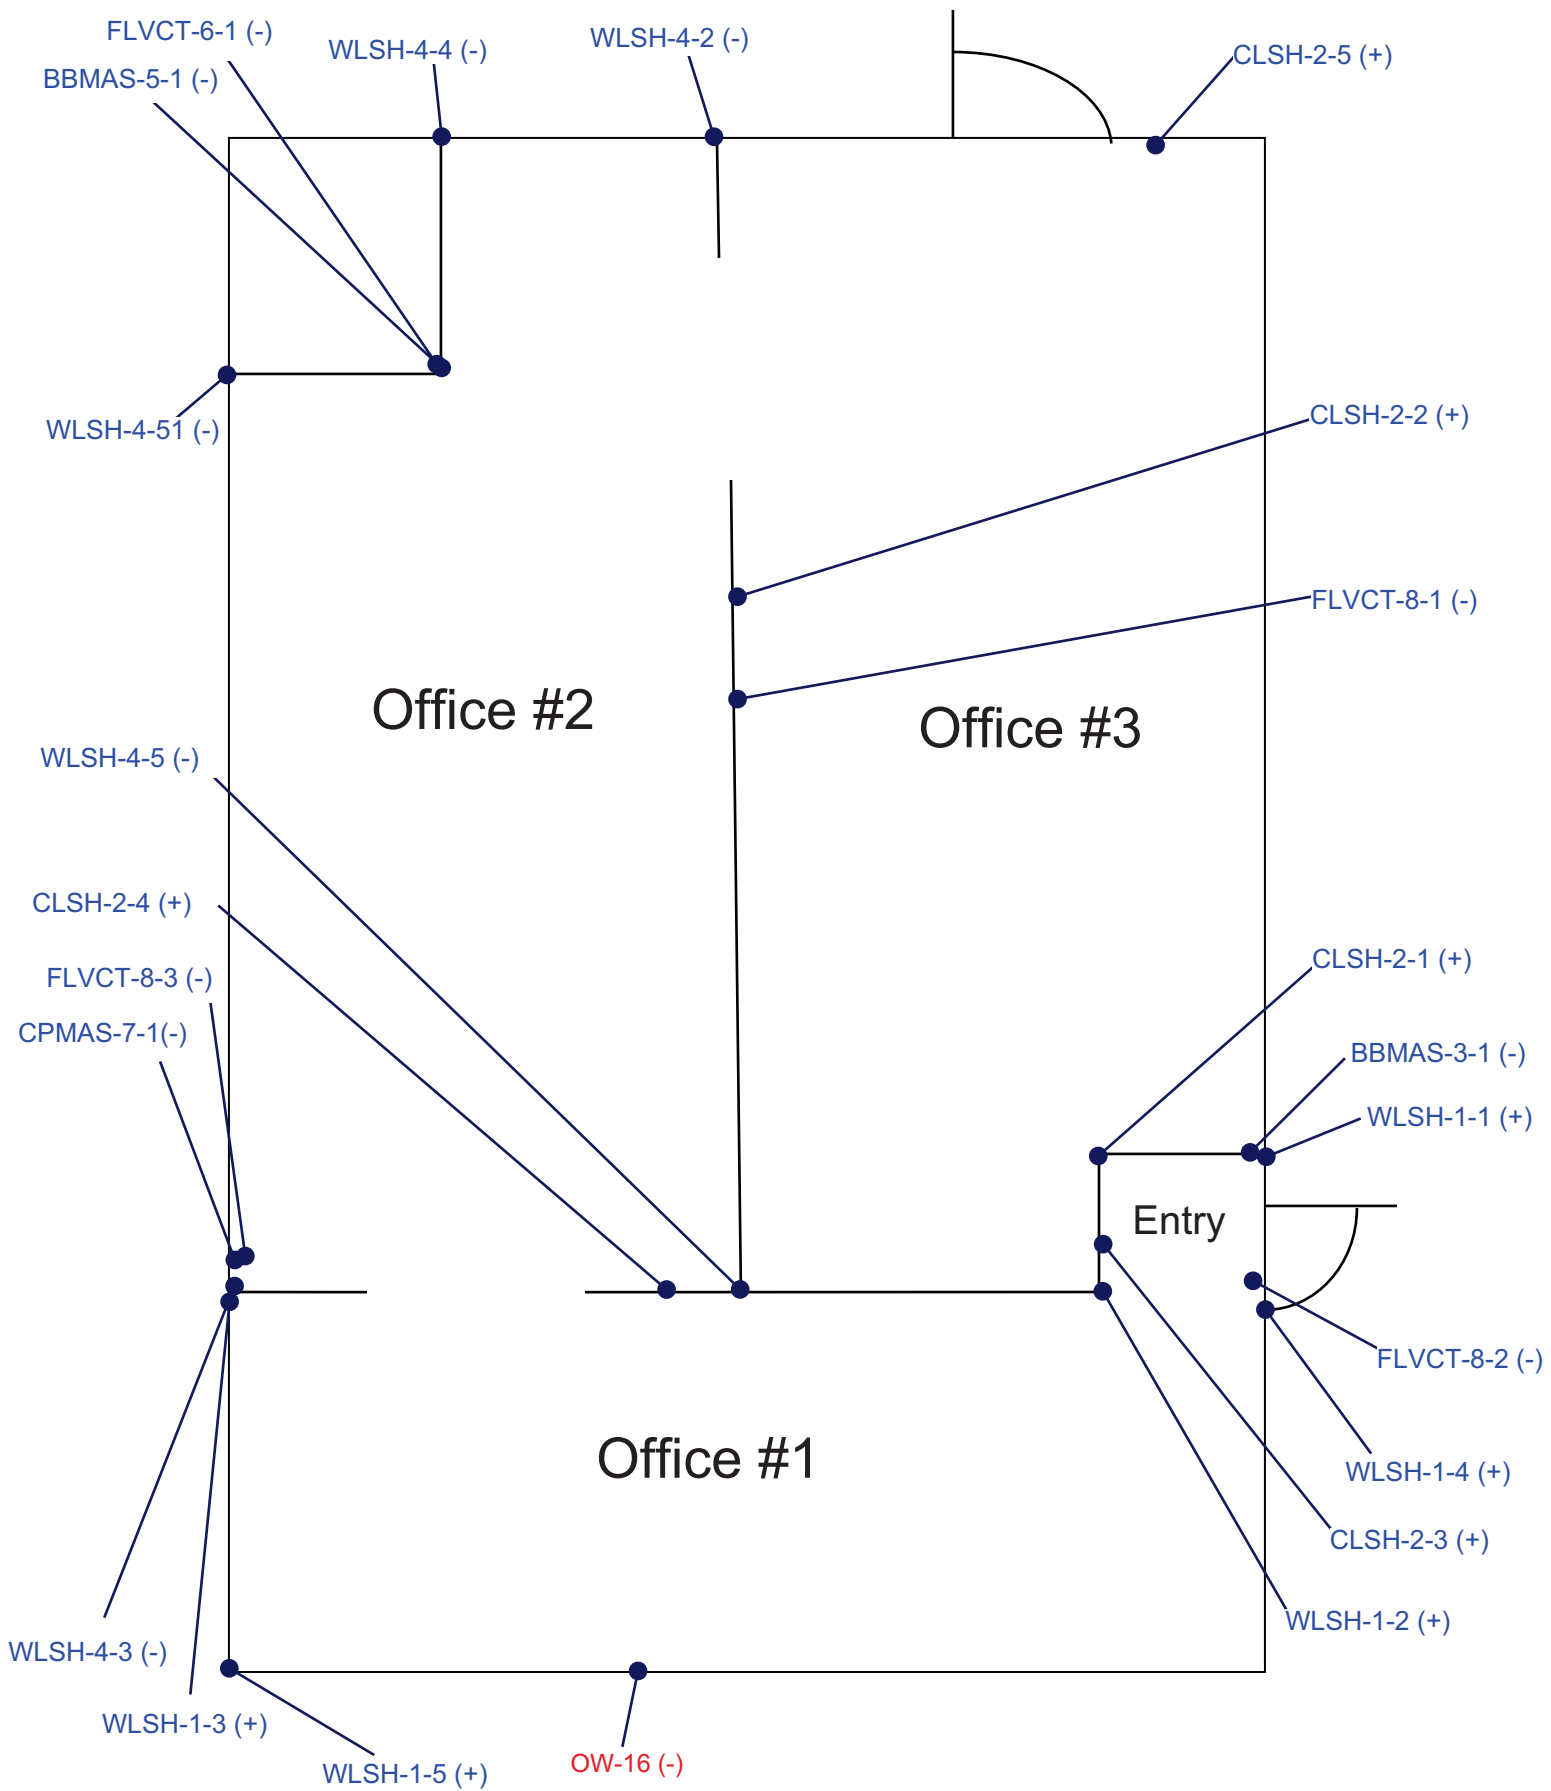 FLVCT-6-1 (-)
WLSH-4-4 (-)
WLSH-4-2 (-)
CLSH-2-5 (+)
BBMAS-5-1 (-)
WLSH-4-51 (-)
CLSH-2-2 (+)
FLVCT-8-1 (-)
Office #2
Office #3
WLSH-4-5 (-)
CLSH-2-4 (+)
FLVCT-8-3 (-)
CLSH-2-1 (+)
CPMAS-7-1(-)
BBMAS-3-1 (-)
WLSH-1-1 (+)
Entry
FLVCT-8-2 (-)
Office #1
WLSH-1-4 (+)
CLSH-2-3 (+)
WLSH-1-2 (+)
WLSH-4-3 (-)
WLSH-1-3 (+)
WLSH-1-5 (+)
OW-16 (-)